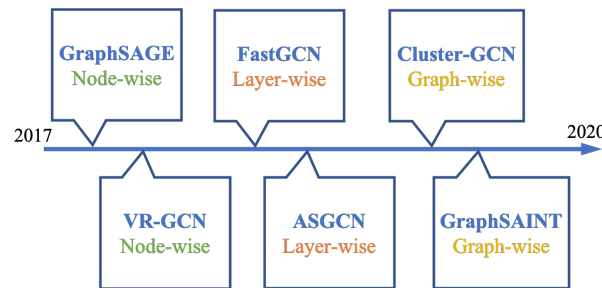 GraphSAGE
Node-wise
FastGCN
Layer-wise
Cluster-GCN
Graph-wise
2017
2020
VR-GCN
Node-wise
ASGCN
Layer-wise
GraphSAINT
Graph-wise